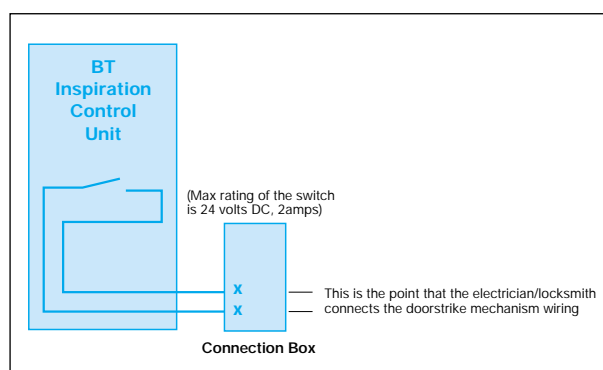 BT
Inspiration
Control
Unit
(Max rating of the switch
is 24 volts DC, 2amps)
x
x
This is the point that the electrician/locksmith
connects the doorstrike mechanism wiring
Connection Box